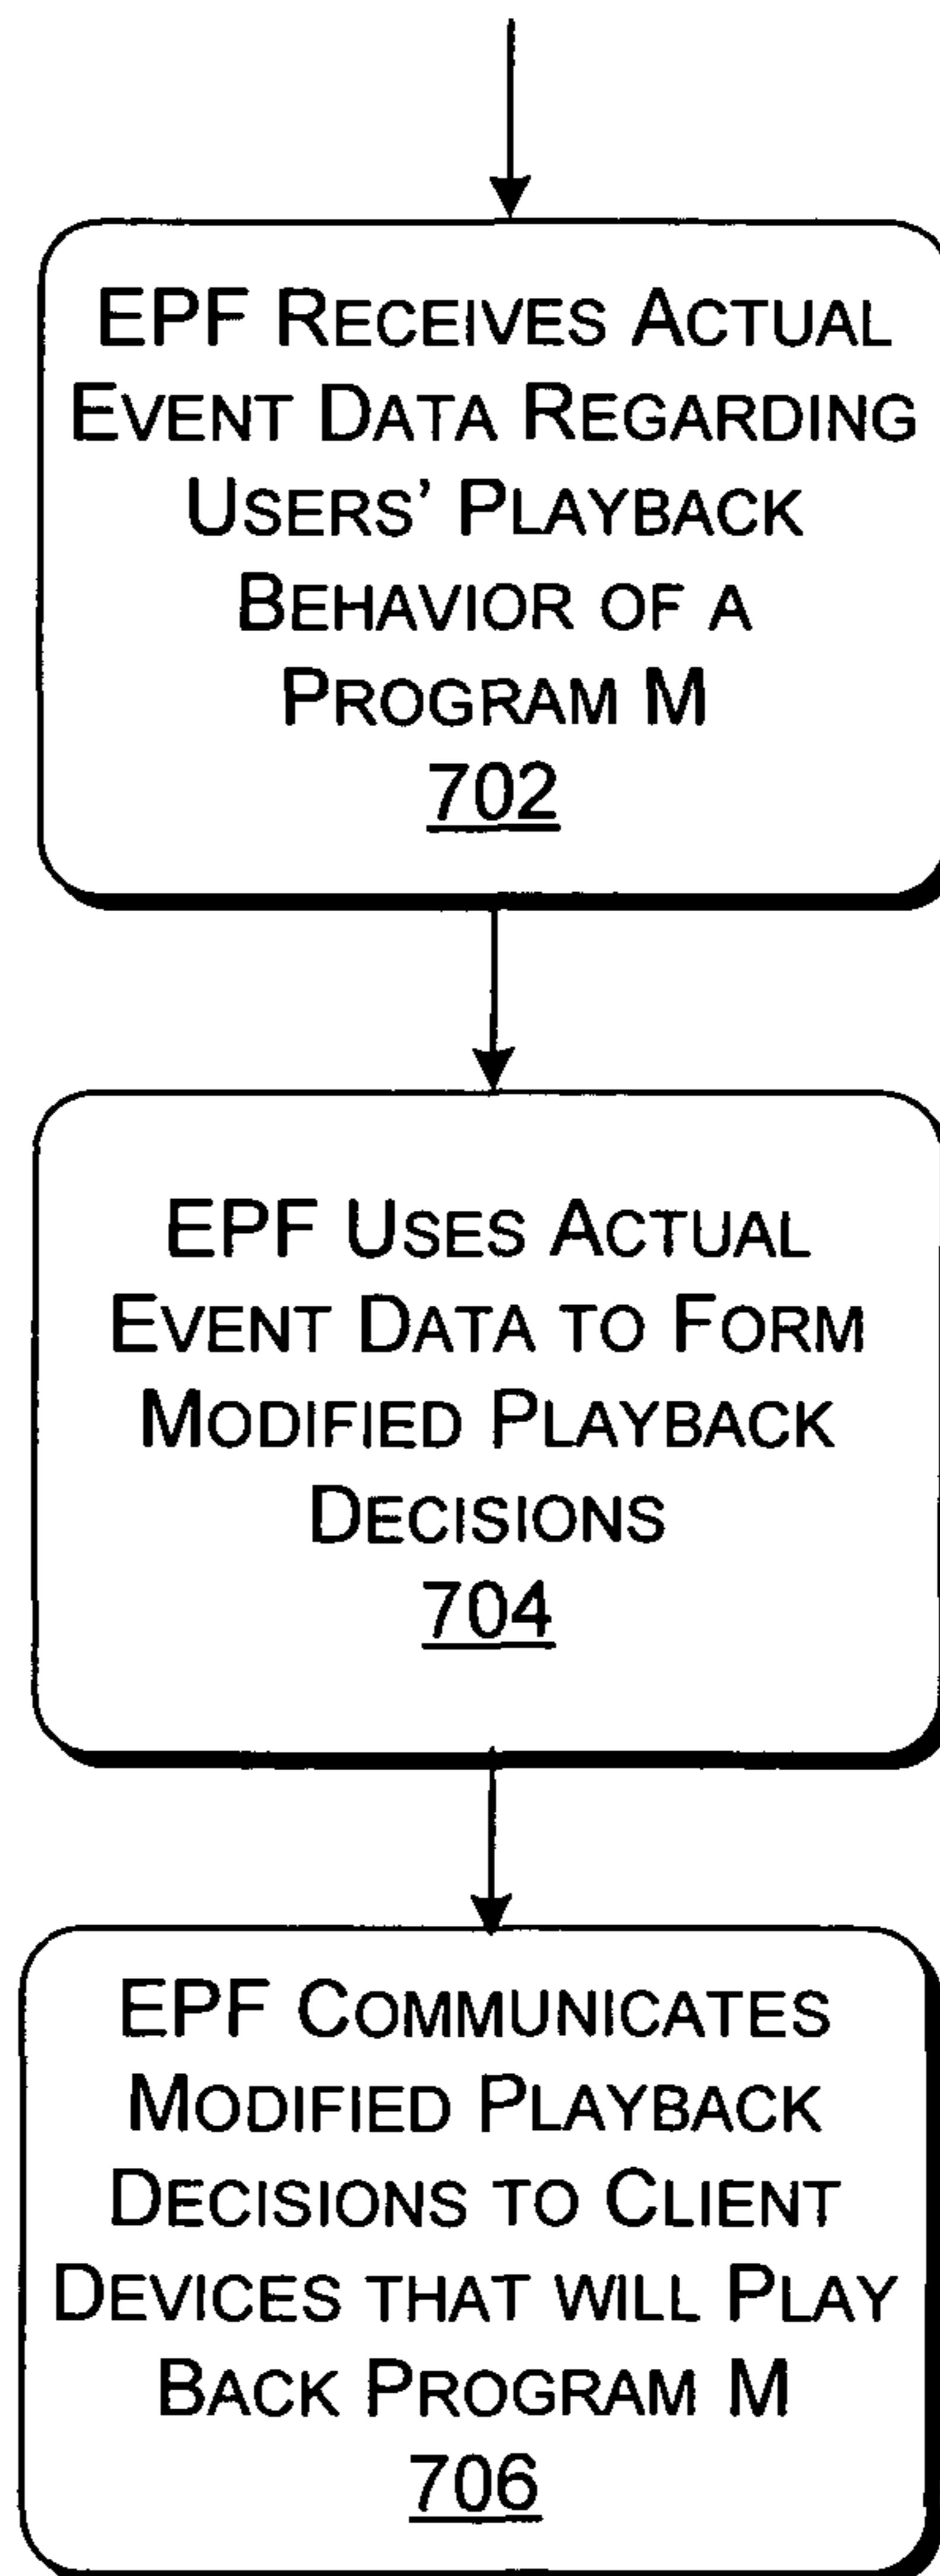 EPF RECEIVES ACTUAL
EVENT DATA REGARDING
USERS' PLAYBACK
BEHAVIOR OF A
PROGRAM M
702
EPF USES ACTUAL
EVENT DATA TO FORM
MODIFIED PLAYBACK
DECISIONS
704
EPF COMMUNICATES
MODIFIED PLAYBACK
DECISIONS TO CLIENT
DEVICES THAT WILL PLAY
BACK PROGRAM M
706